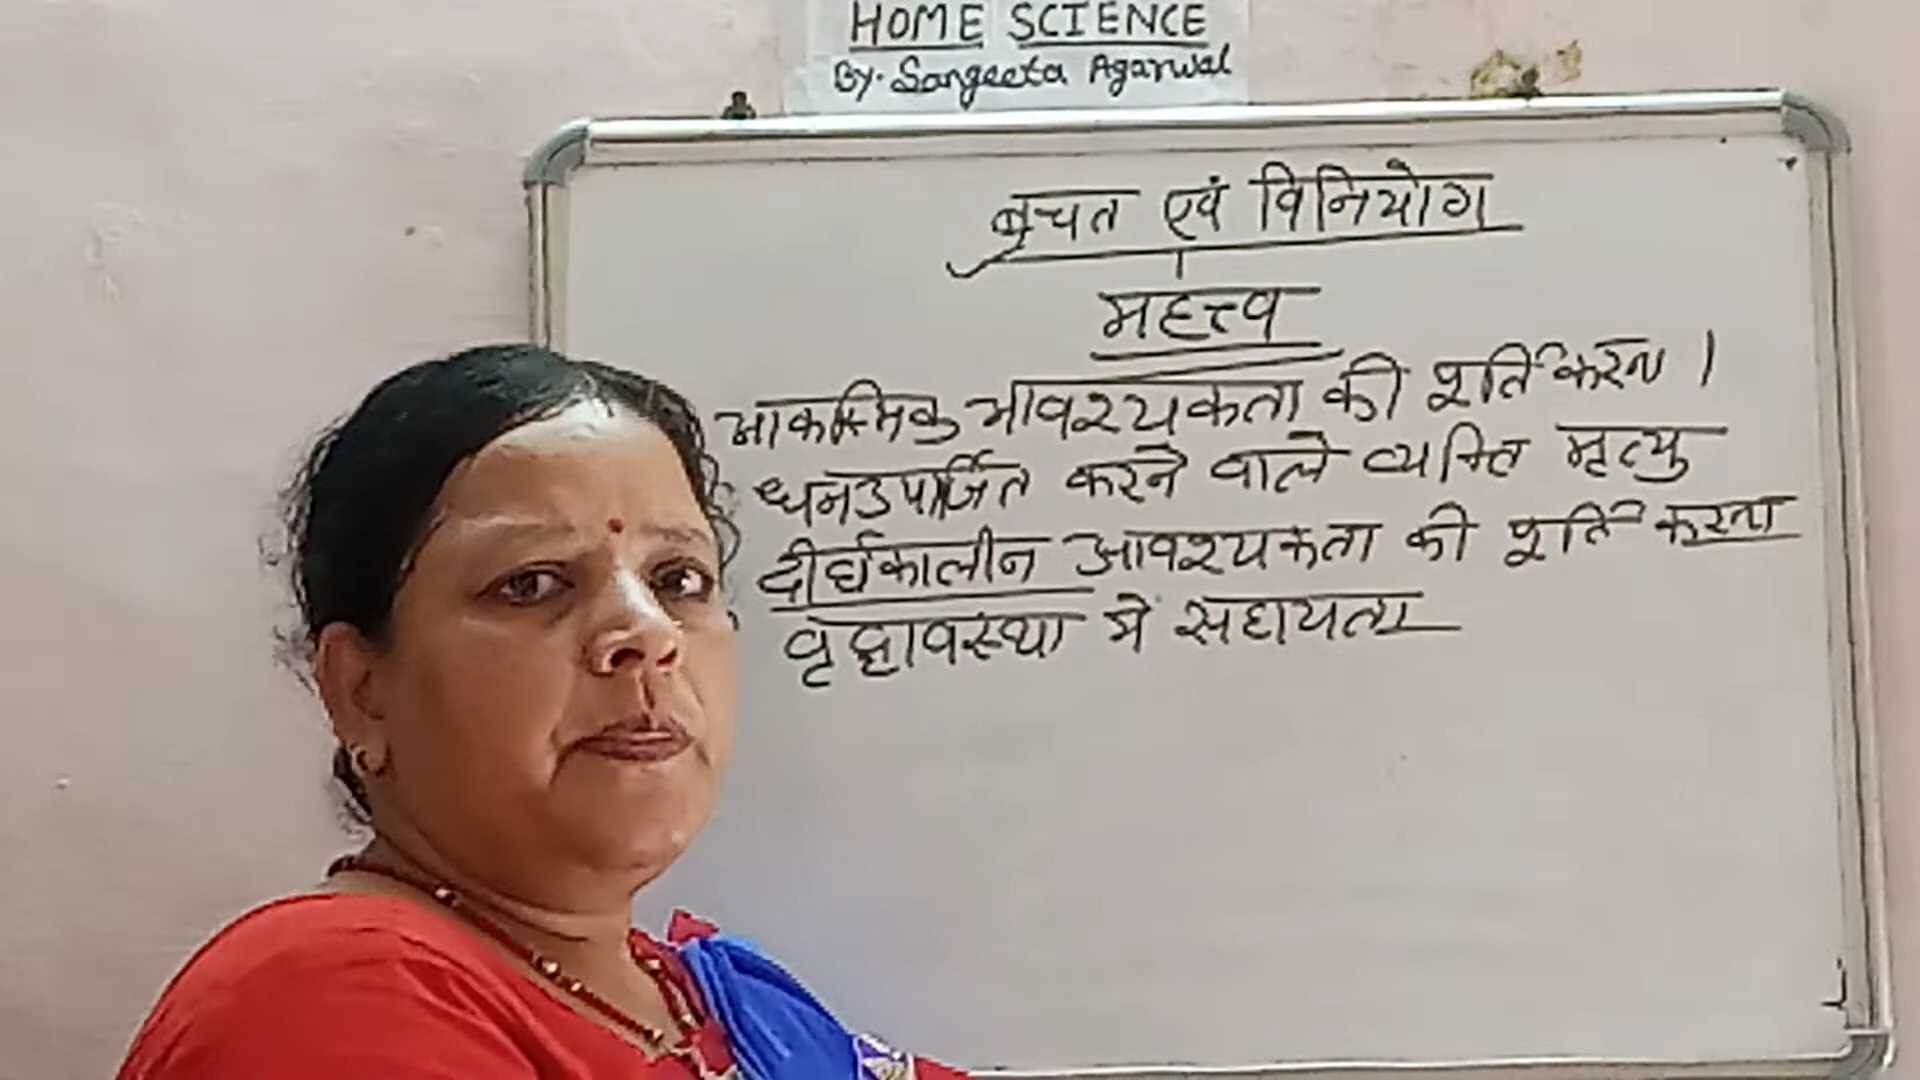 HOME SCIENCE
By. Sangeeta Agarwal
बचत एवं विनियोग
महत्त्व
आकस्मिक आवश्यकता की पूर्ति करना ।
धनउपार्जित करने वाले व्यक्ति मृत्यु
दीर्घकालीन आवश्यकता की पूर्ति करना
वृद्धावस्था में सहायता